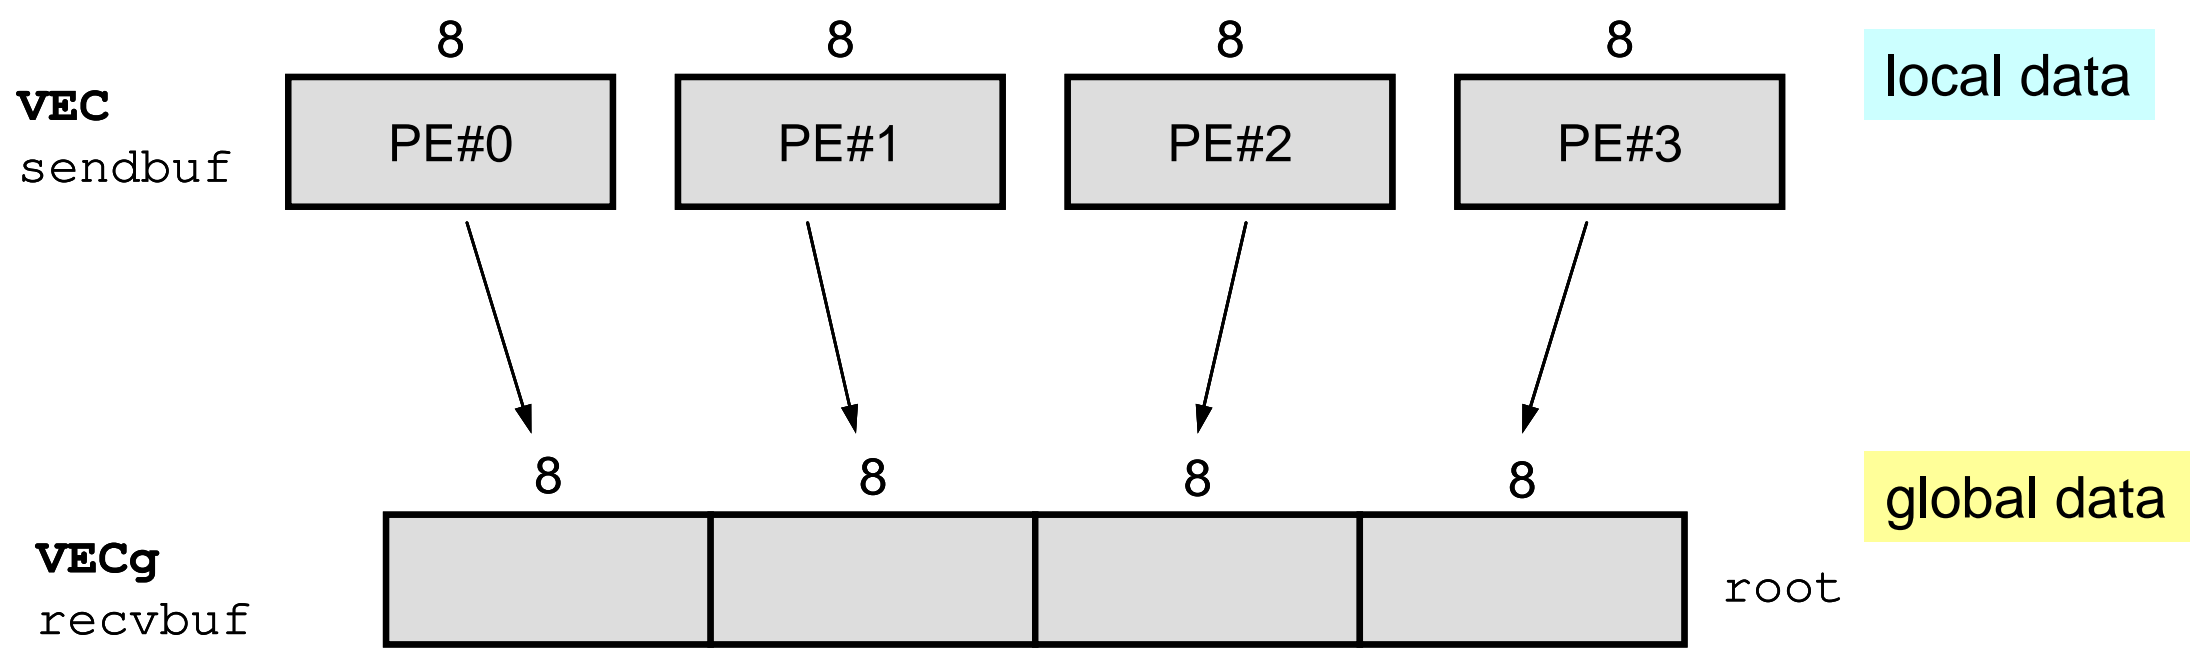 8 8 8 8
local data
VEC
sendbuf
PE#0 PE#1 PE#2 PE#3
8 8 8 8
global data
VECg
recvbuf
root